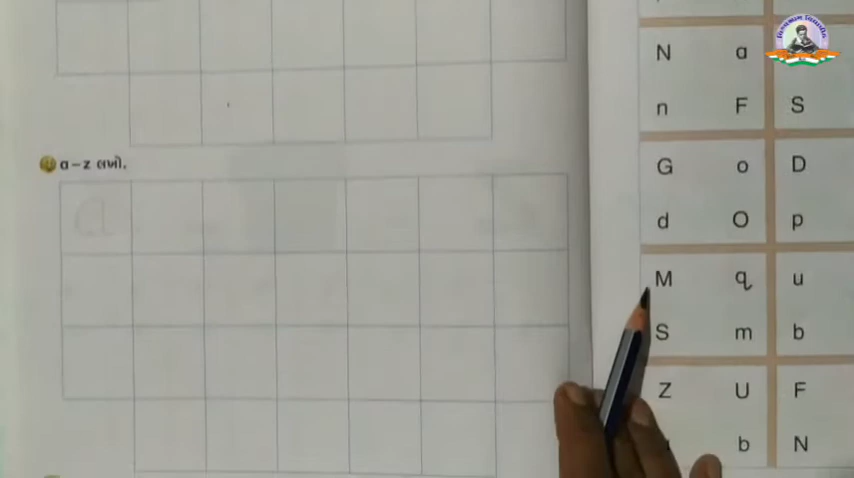 a – z લખો.
a
N a
n F S
G o D
d O p
M q u
S m b
Z U F
b N